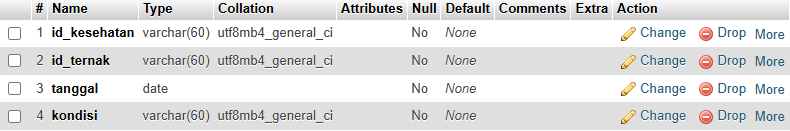 # Name Type Collation Attributes Null Default Comments Extra Action
1 id_kesehatan varchar(60) utf8mb4_general_ci No None Change Drop More
2 id_ternak varchar(60) utf8mb4_general_ci No None Change Drop More
3 tanggal date No None Change Drop More
4 kondisi varchar(60) utf8mb4_general_ci No None Change Drop More